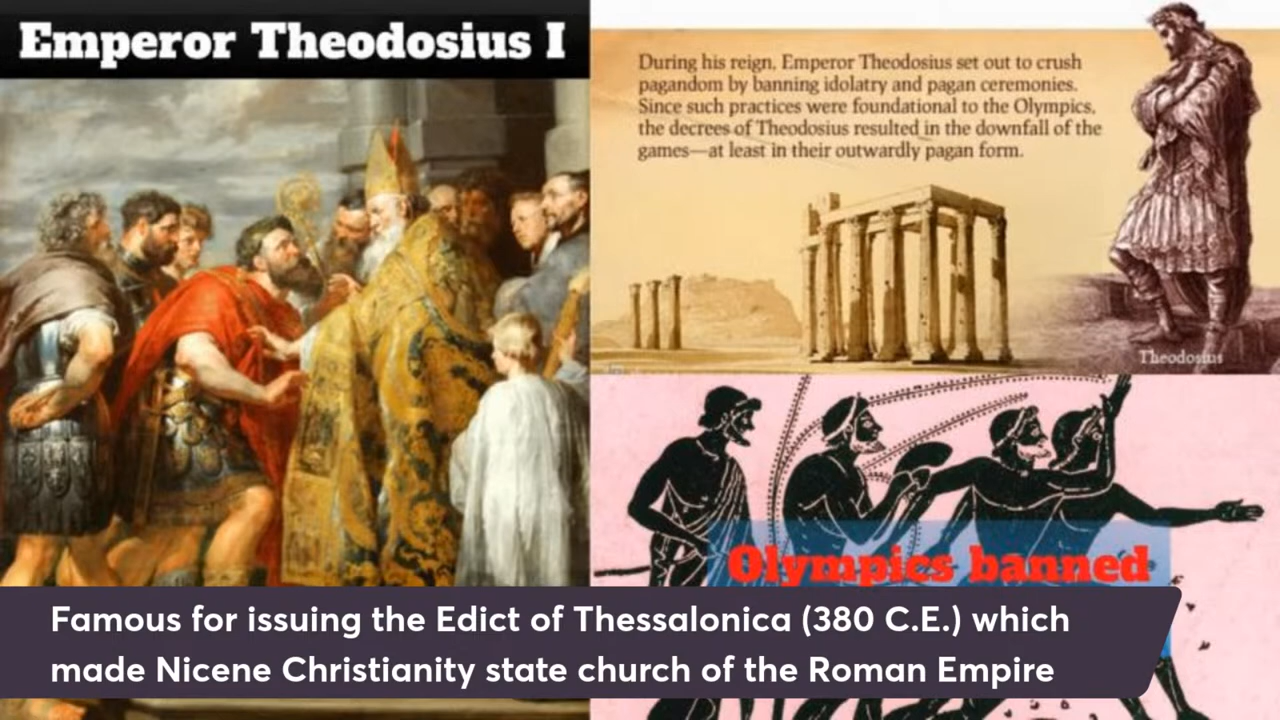 Emperor Theodosius I
During his reign, Emperor Theodosius set out to crush
pagandom by banning idolatry and pagan ceremonies.
Since such practices were foundational to the Olympics,
the decrees of Theodosius resulted in the downfall of the
games—at least in their outwardly pagan form.
Theodosius
Olympics banned
Famous for issuing the Edict of Thessalonica (380 C.E.) which
made Nicene Christianity state church of the Roman Empire